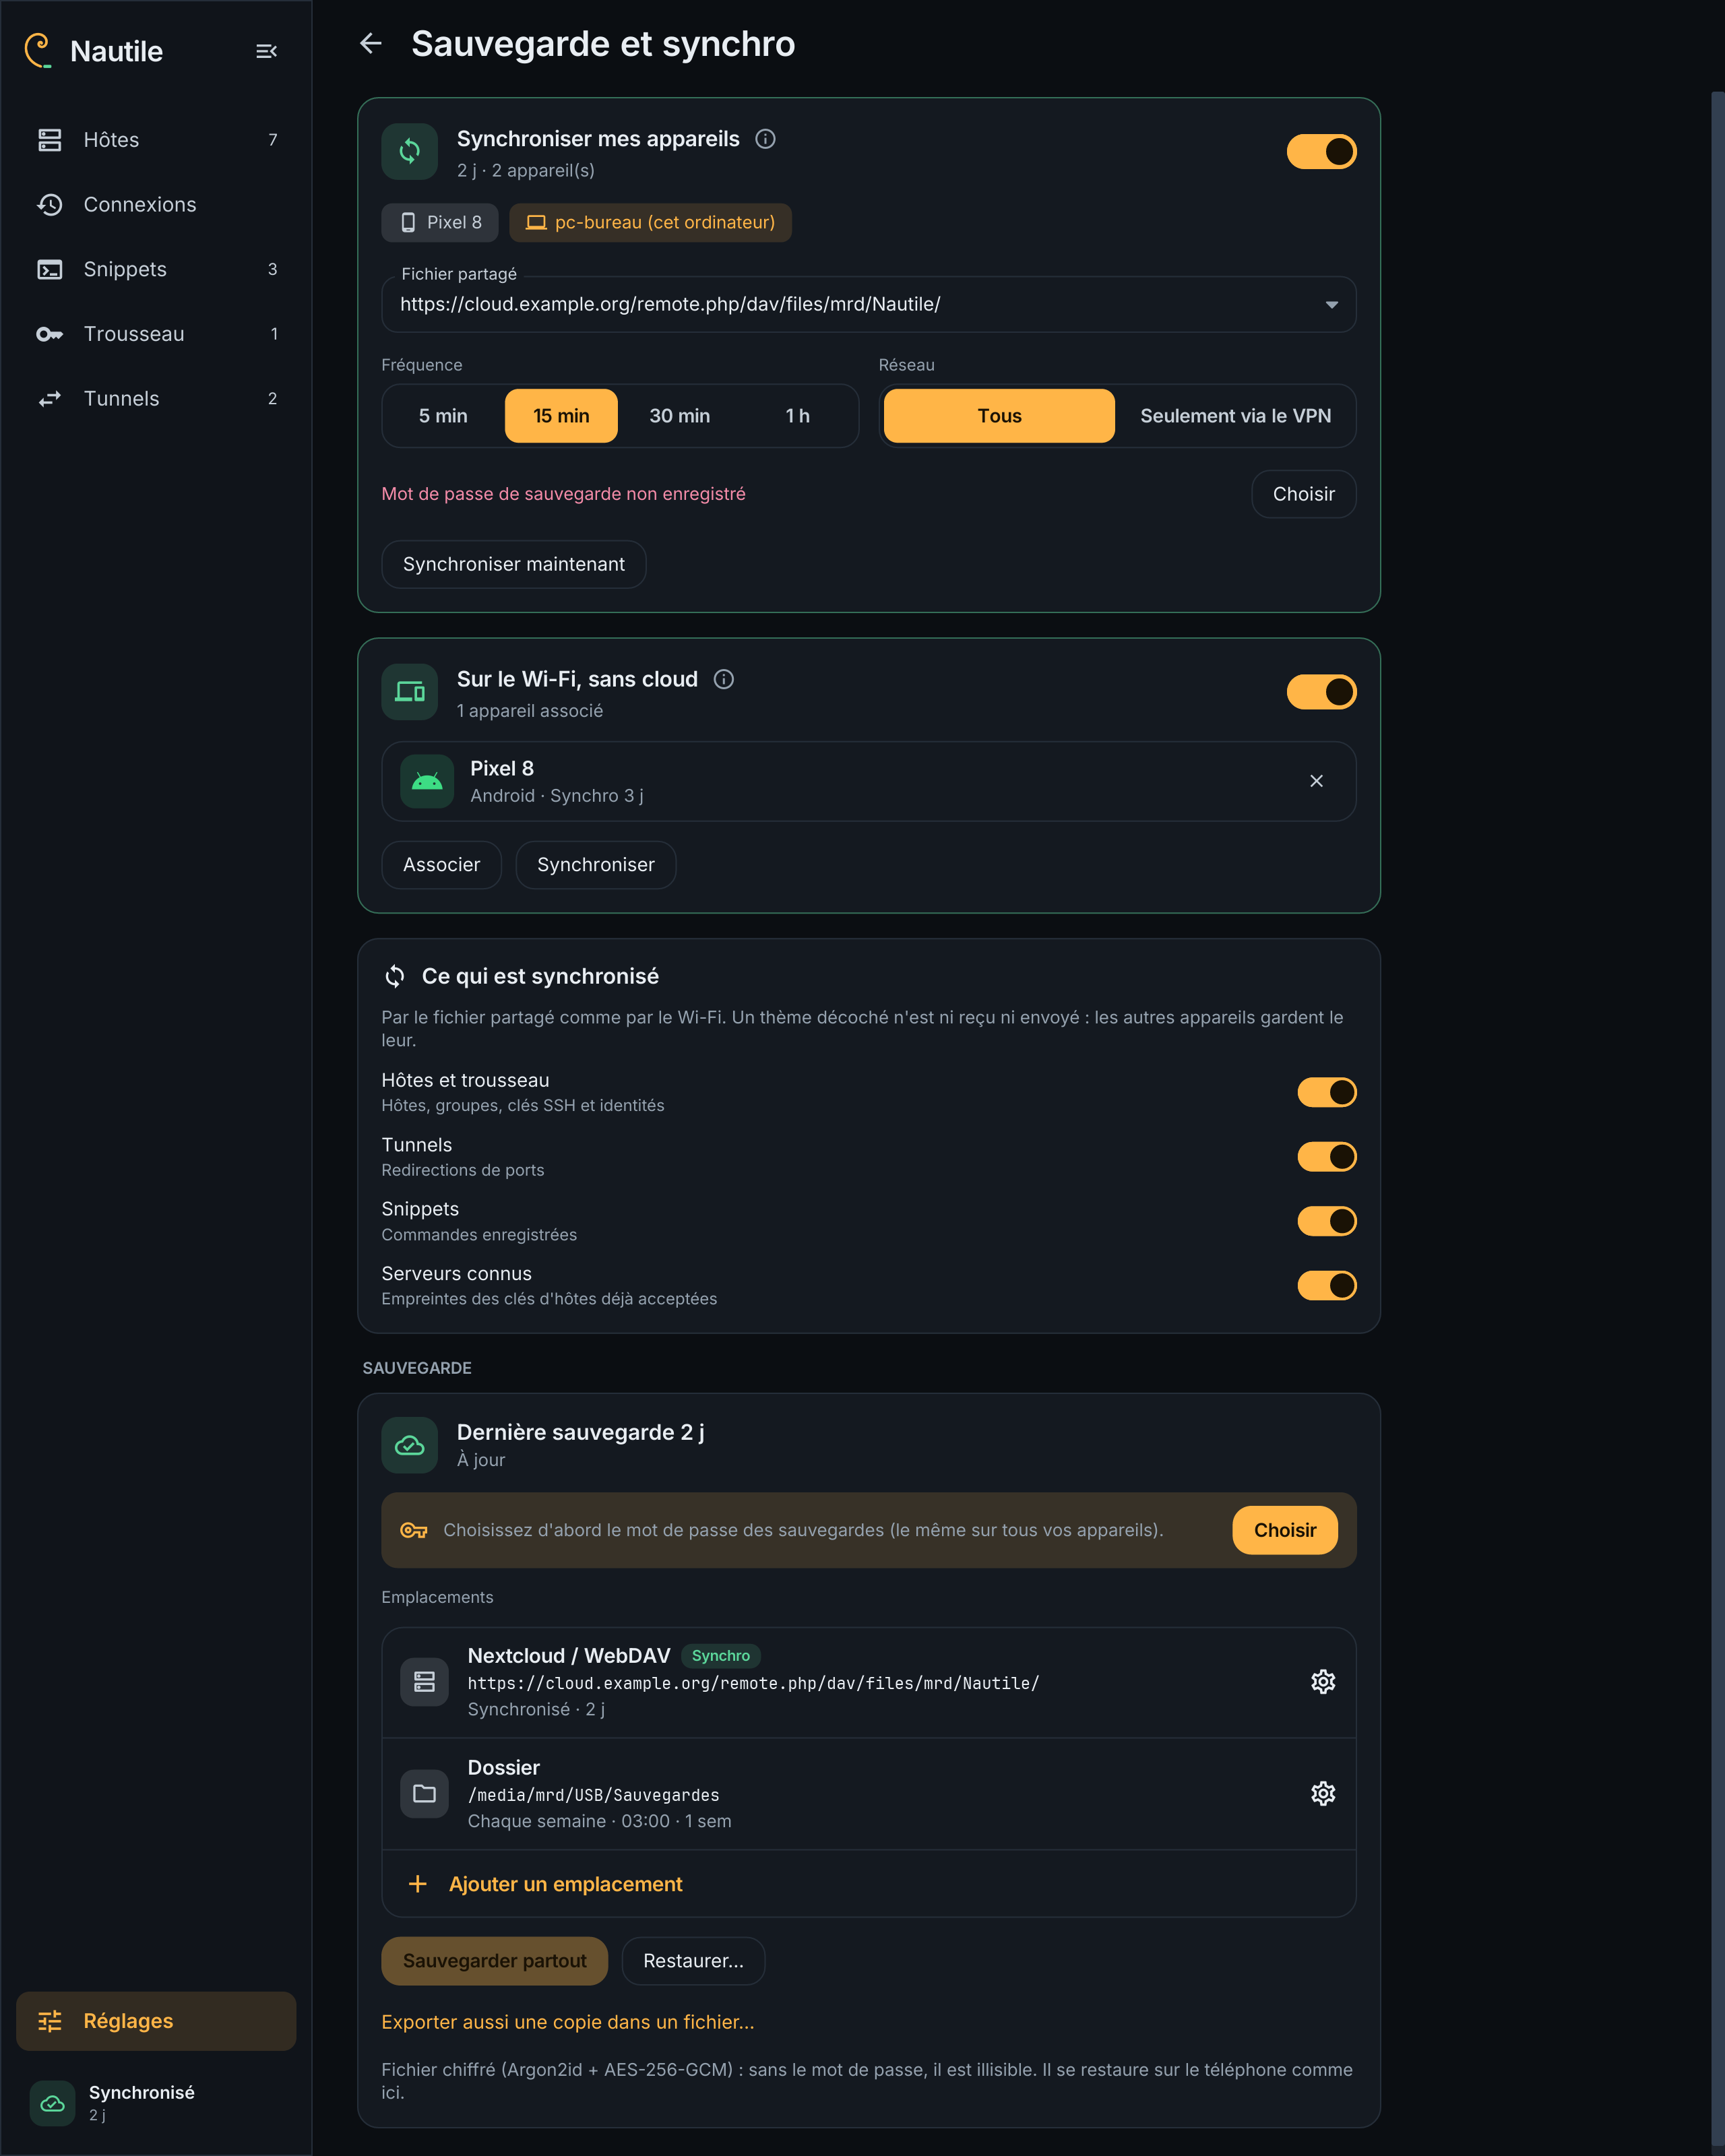 Nautile
Hôtes 7
Connexions
Snippets 3
Trousseau 1
Tunnels 2
Réglages
Synchronisé
2 j
Sauvegarde et synchro
Synchroniser mes appareils
2 j · 2 appareil(s)
Pixel 8
pc-bureau (cet ordinateur)
Fichier partagé
https://cloud.example.org/remote.php/dav/files/mrd/Nautile/
Fréquence
5 min 15 min 30 min 1 h
Réseau
Tous Seulement via le VPN
Mot de passe de sauvegarde non enregistré
Choisir
Synchroniser maintenant
Sur le Wi-Fi, sans cloud
1 appareil associé
Pixel 8
Android · Synchro 3 j
Associer
Synchroniser
Ce qui est synchronisé
Par le fichier partagé comme par le Wi-Fi. Un thème décoché n'est ni reçu ni envoyé : les autres appareils gardent le
leur.
Hôtes et trousseau
Hôtes, groupes, clés SSH et identités
Tunnels
Redirections de ports
Snippets
Commandes enregistrées
Serveurs connus
Empreintes des clés d'hôtes déjà acceptées
SAUVEGARDE
Dernière sauvegarde 2 j
À jour
Choisissez d'abord le mot de passe des sauvegardes (le même sur tous vos appareils).
Choisir
Emplacements
Nextcloud / WebDAV Synchro
https://cloud.example.org/remote.php/dav/files/mrd/Nautile/
Synchronisé · 2 j
Dossier
/media/mrd/USB/Sauvegardes
Chaque semaine · 03:00 · 1 sem
Ajouter un emplacement
Sauvegarder partout
Restaurer...
Exporter aussi une copie dans un fichier...
Fichier chiffré (Argon2id + AES-256-GCM) : sans le mot de passe, il est illisible. Il se restaure sur le téléphone comme
ici.